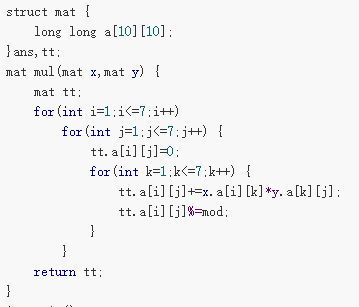 struct mat {
    long long a[10][10];
}ans,tt;
mat mul(mat x,mat y) {
    mat tt;
    for(int i=1;i<=7;i++)
        for(int j=1;j<=7;j++) {
            tt.a[i][j]=0;
            for(int k=1;k<=7;k++) {
                tt.a[i][j]+=x.a[i][k]*y.a[k][j];
                tt.a[i][j]%=mod;
            }
        }
    return tt;
}